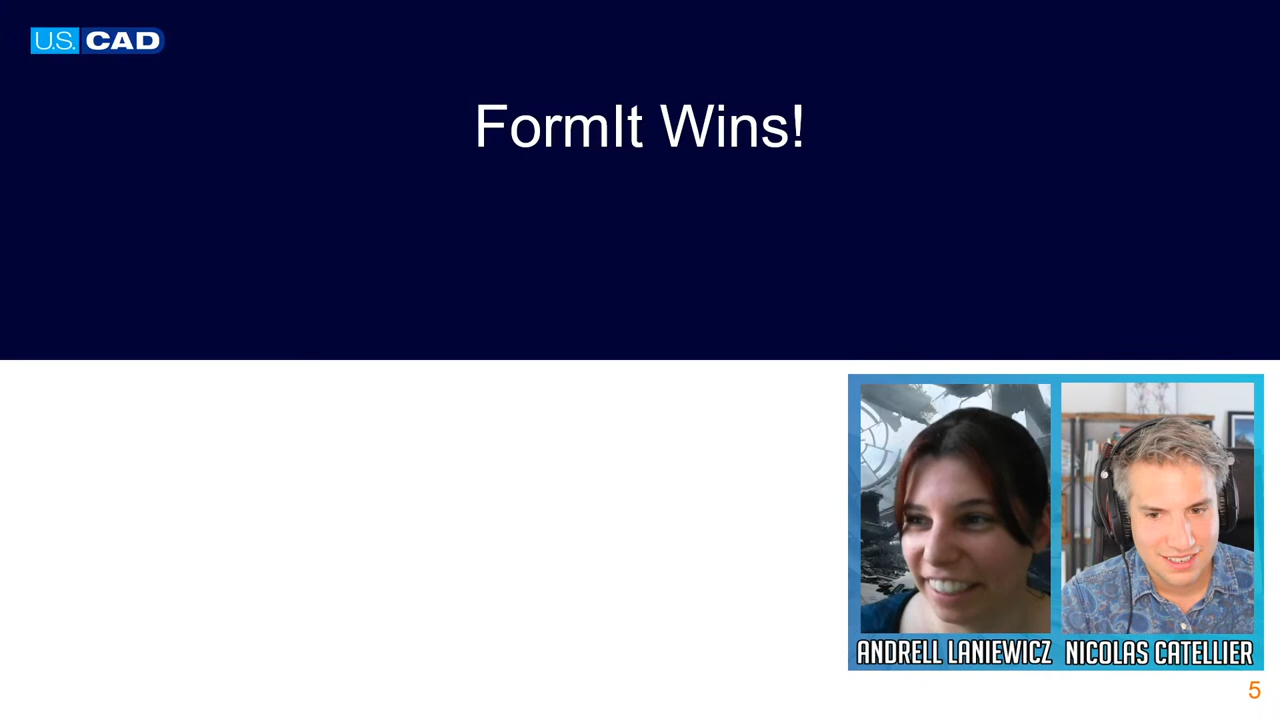 U.S. CAD
FormIt Wins!
ANDRELL LANIEWICZ
NICOLAS CATELLIER
5